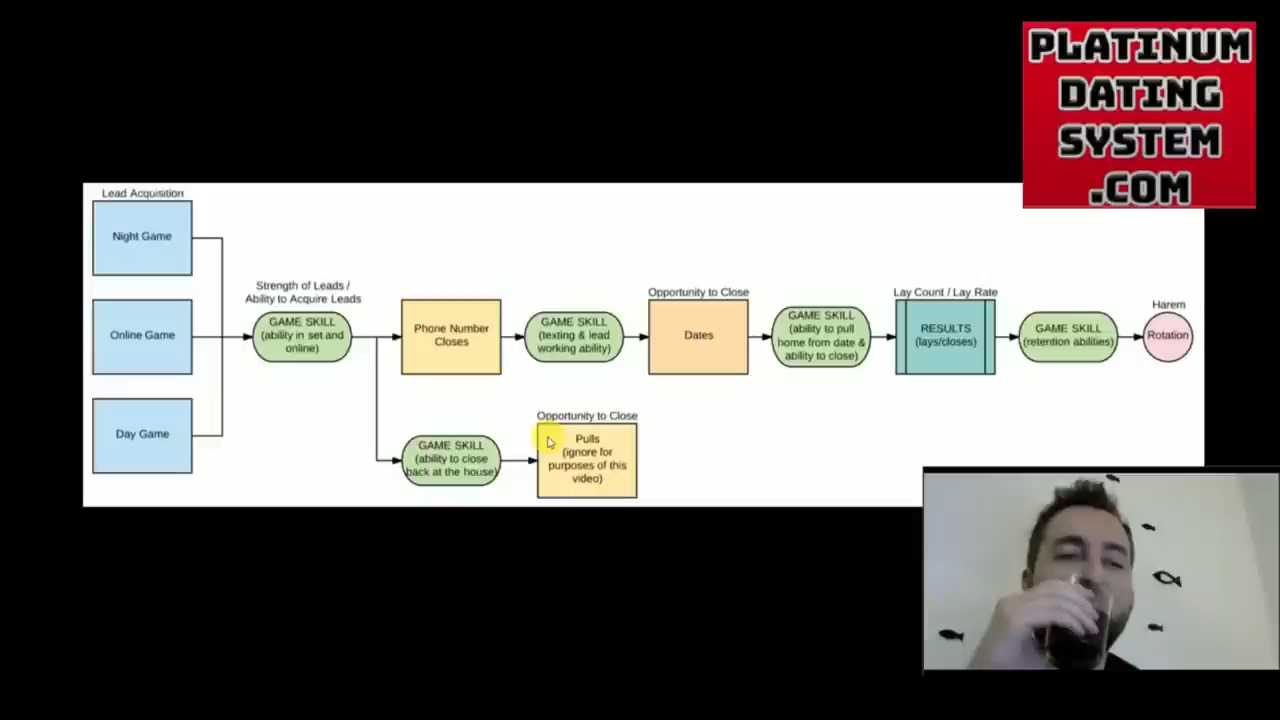 PLATINUM
DATING
SYSTEM
.COM
Lead Acquisition
Night Game
Online Game
Day Game
Strength of Leads /
Ability to Acquire Leads
GAME SKILL
(ability in set and
online)
Phone Number
Closes
GAME SKILL
(texting & lead
working ability)
Opportunity to Close
Dates
GAME SKILL
(ability to pull
home from date &
ability to close)
Lay Count / Lay Rate
RESULTS
(lays/closes)
GAME SKILL
(retention abilities)
Harem
Rotation
GAME SKILL
(ability to close
back at the house)
Opportunity to Close
Pulls
(ignore for
purposes of this
video)